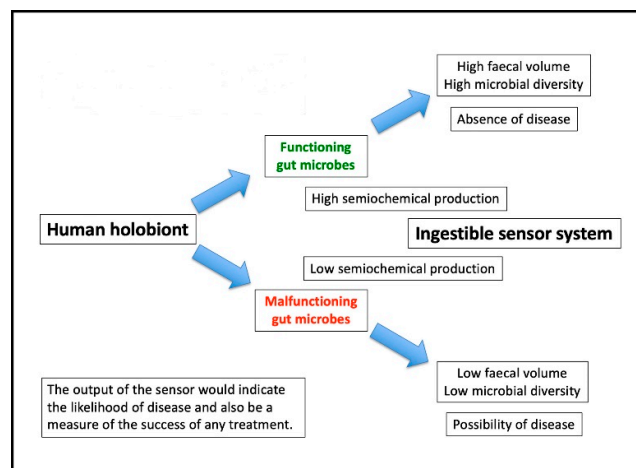 High faecal volume
High microbial diversity
Absence of disease
Functioning
gut microbes
High semiochemical production
Human holobiont
Ingestible sensor system
Low semiochemical production
Malfunctioning
gut microbes
Low faecal volume
Low microbial diversity
Possibility of disease
The output of the sensor would indicate
the likelihood of disease and also be a
measure of the success of any treatment.